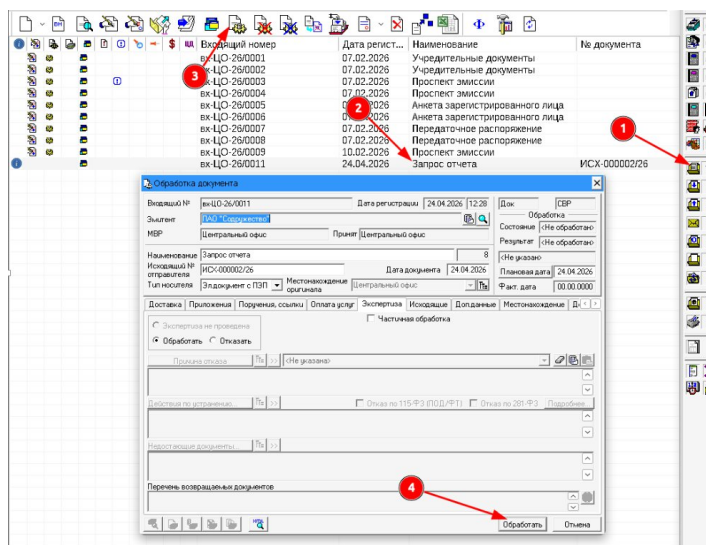 Входящий номер Дата регист... Наименование № документа
вх-ЦО-26/0001 07.02.2026 Учредительные документы
вх-ЦО-26/0002 07.02.2026 Учредительные документы
вх-ЦО-26/0003 07.02.2026 Проспект эмиссии
вх-ЦО-26/0004 07.02.2026 Проспект эмиссии
вх-ЦО-26/0005 Анкета зарегистрированного лица
вх-ЦО-26/0006 Анкета зарегистрированного лица
вх-ЦО-26/0007 07.02.2026 Передаточное распоряжение
вх-ЦО-26/0008 07.02.2026 Передаточное распоряжение
вх-ЦО-26/0009 10.02.2026 Проспект эмиссии
вх-ЦО-26/0011 24.04.2026 Запрос отчета ИСХ-000002/26
1
2
3
Обработка документа
Входящий № вх-ЦО-26/0011 Дата регистрации 24.04.2026 12:28 Док СВР
Эмитент ПАО "Содружество" Обработка
МВР Центральный офис Принят Центральный офис Состояние <Не обработано
Наименование Запрос отчета 8 Результат <Не обработано
Исходящий № отправителя ИСХ-000002/26 Дата документа 24.04.2026 <Не указано>
Плановая дата 24.04.2026
Тип носителя Эл.документ с ПЭП Местонахождение оригинала Центральный офис Факт. дата 00.00.0000
Доставка Приложения Поручения, ссылки Оплата услуг Экспертиза Исходящие Доп.данные Местонахождение
Экспертиза не проведена Частичная обработка
Обработать Отказать
Причина отказа >> <Не указана>
Действия по устранению... >> Отказ по 115-ФЗ (ПОД/ФТ) Отказ по 281-ФЗ Подробнее...
Недостающие документы... >>
Перечень возвращаемых документов
4
Обработать Отмена